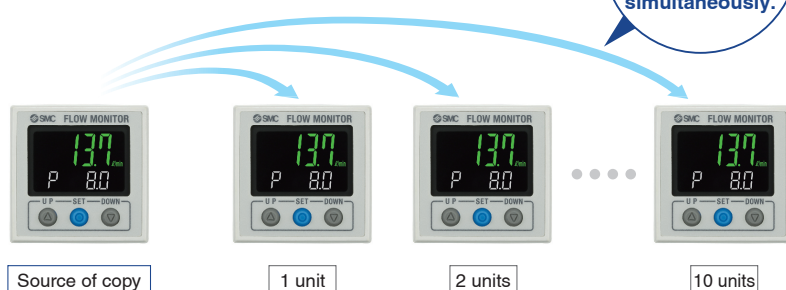 simultaneously.
SMC FLOW MONITOR SMC FLOW MONITOR SMC FLOW MONITOR SMC FLOW MONITOR
13.7 L/min 13.7 L/min 13.7 L/min 13.7 L/min
P 8.0 P 8.0 P 8.0 P 8.0
UP SET DOWN UP SET DOWN UP SET DOWN UP SET DOWN
Source of copy 1 unit 2 units 10 units